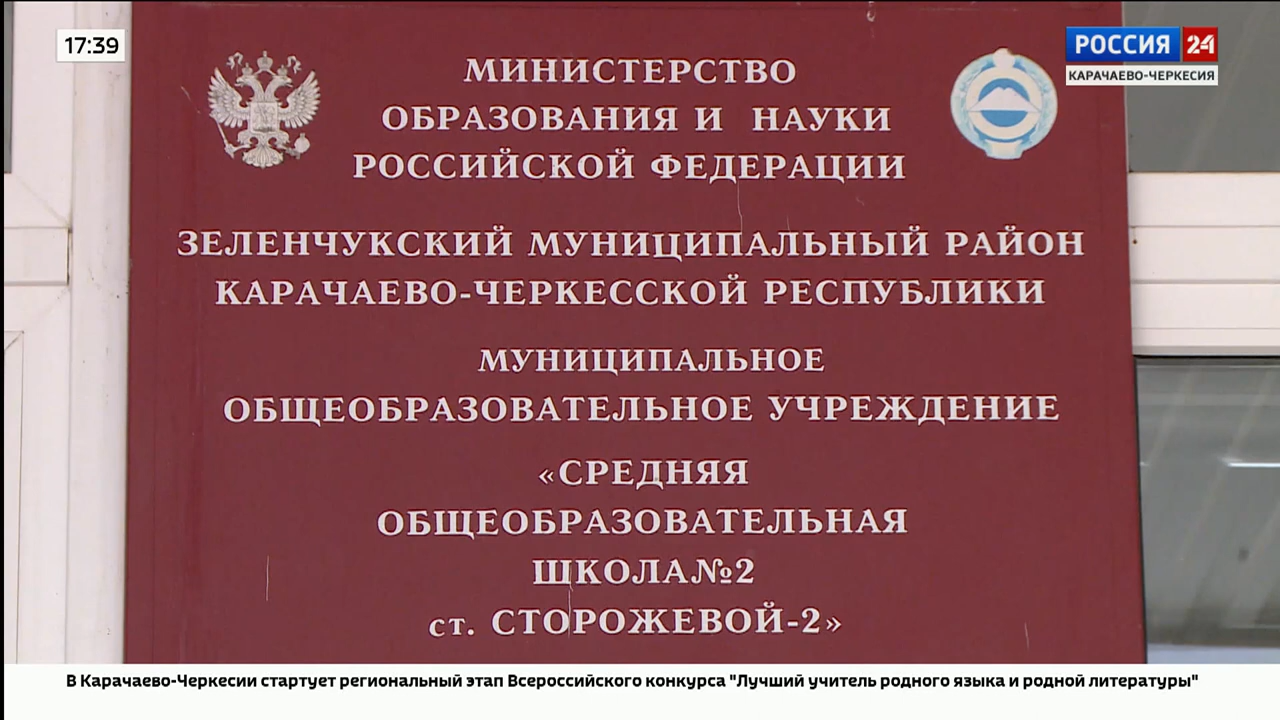 17:39
РОССИЯ 24
КАРАЧАЕВО-ЧЕРКЕСИЯ
МИНИСТЕРСТВО
ОБРАЗОВАНИЯ И НАУКИ
РОССИЙСКОЙ ФЕДЕРАЦИИ
ЗЕЛЕНЧУКСКИЙ МУНИЦИПАЛЬНЫЙ РАЙОН
КАРАЧАЕВО-ЧЕРКЕССКОЙ РЕСПУБЛИКИ
МУНИЦИПАЛЬНОЕ
ОБЩЕОБРАЗОВАТЕЛЬНОЕ УЧРЕЖДЕНИЕ
«СРЕДНЯЯ
ОБЩЕОБРАЗОВАТЕЛЬНАЯ
ШКОЛА№2
ст. СТОРОЖЕВОЙ-2»
В Карачаево-Черкесии стартует региональный этап Всероссийского конкурса "Лучший учитель родного языка и родной литературы"